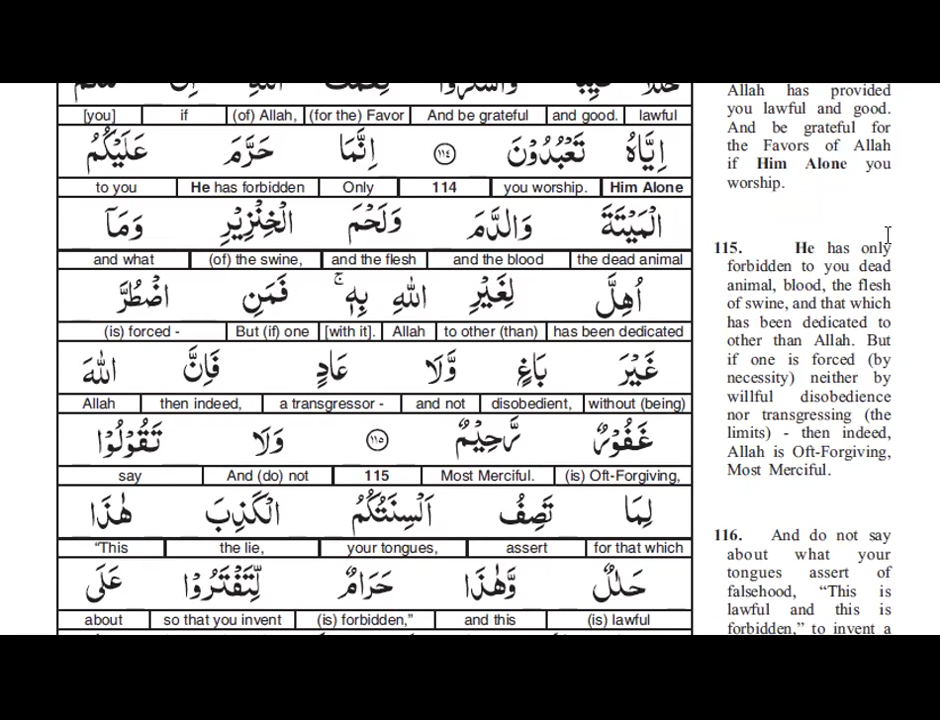 [you] if (of) Allah, (for the) Favor And be grateful and good. lawful
اِيَّاهُ تَعْبُدُوْنَ ١١٤ اِنَّمَا حَرَّمَ عَلَيْكُمُ
to you He has forbidden Only 114 you worship. Him Alone
الْمَيْتَةَ وَالدَّمَ وَلَحْمَ الْخِنْزِيْرِ وَمَآ
and what (of) the swine, and the flesh and the blood the dead animal
اُهِلَّ لِغَيْرِ اللّٰهِ بِهٖ ۚ فَمَنِ اضْطُرَّ
(is) forced - But (if) one [with it]. Allah to other (than) has been dedicated
غَيْرَ بَاغٍ وَّلَا عَادٍ فَاِنَّ اللّٰهَ
Allah then indeed, a transgressor - and not disobedient, without (being)
غَفُوْرٌ رَّحِيْمٌ ١١٥ وَلَا تَقُوْلُوْا
say And (do) not 115 Most Merciful. (is) Oft-Forgiving,
لِمَا تَصِفُ اَلْسِنَتُكُمُ الْكَذِبَ هٰذَا
“This the lie, your tongues, assert for that which
حَلٰلٌ وَّهٰذَا حَرَامٌ لِّتَفْتَرُوْا عَلَى
about so that you invent (is) forbidden,” and this (is) lawful
Allah has provided
you lawful and good.
And be grateful for
the Favors of Allah
if Him Alone you
worship.
115. He has only
forbidden to you dead
animal, blood, the flesh
of swine, and that which
has been dedicated to
other than Allah. But
if one is forced (by
necessity) neither by
willful disobedience
nor transgressing (the
limits) - then indeed,
Allah is Oft-Forgiving,
Most Merciful.
116. And do not say
about what your
tongues assert of
falsehood, “This is
lawful and this is
forbidden,” to invent a